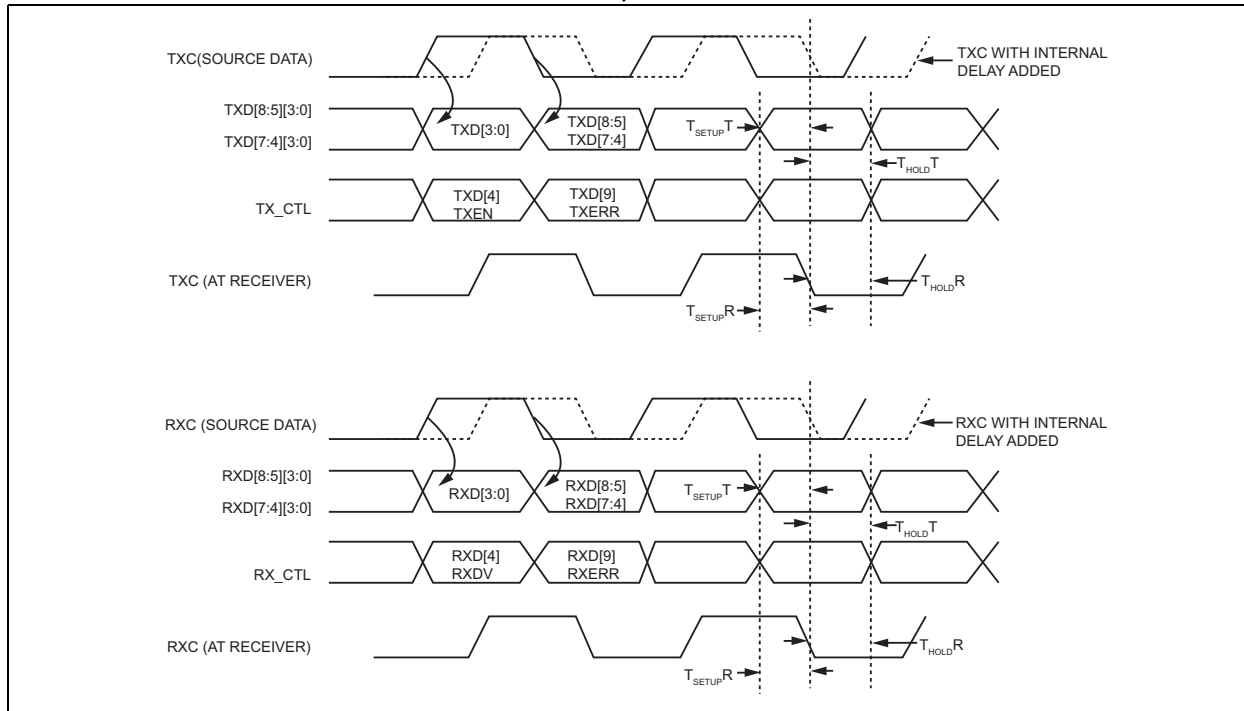 TXC(SOURCE DATA)
TXC WITH INTERNAL
DELAY ADDED
TXD[8:5][3:0]
TXD[7:4][3:0]
TXD[3:0]
TXD[8:5]
TXD[7:4]
TSETUPT
THOLDT
TX_CTL
TXD[4]
TXEN
TXD[9]
TXERR
TXC (AT RECEIVER)
THOLDR
TSETUPR
RXC (SOURCE DATA)
RXC WITH INTERNAL
DELAY ADDED
RXD[8:5][3:0]
RXD[7:4][3:0]
RXD[3:0]
RXD[8:5]
RXD[7:4]
TSETUPT
THOLDT
RX_CTL
RXD[4]
RXDV
RXD[9]
RXERR
RXC (AT RECEIVER)
THOLDR
TSETUPR